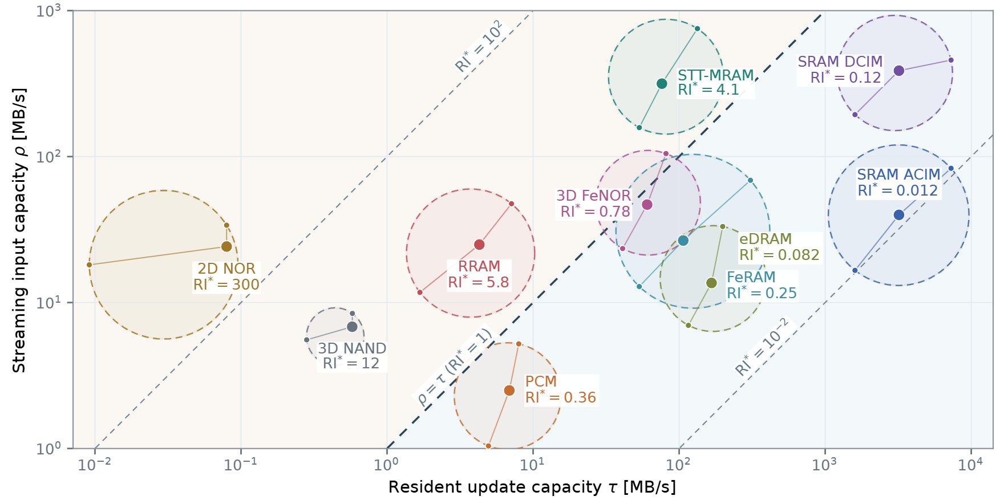 Streaming input capacity ρ [MB/s]
10³
10²
10¹
10⁰
RI* = 10²
STT-MRAM
RI* = 4.1
SRAM DCIM
RI* = 0.12
3D FeNOR
RI* = 0.78
SRAM ACIM
RI* = 0.012
2D NOR
RI* = 300
RRAM
RI* = 5.8
eDRAM
RI* = 0.082
FeRAM
RI* = 0.25
3D NAND
RI* = 12
ρ = τ (RI* = 1)
RI* = 10⁻²
PCM
RI* = 0.36
10⁻²
10⁻¹
10⁰
10¹
10²
10³
10⁴
Resident update capacity τ [MB/s]